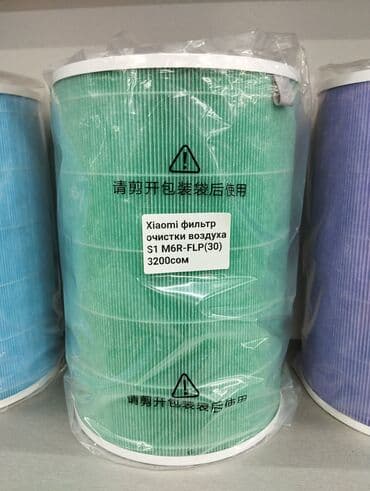 请剪开包装袋后使用
Xiaomi фильтр
очистки воздуха
S1 M6R-FLP(30)
3200сом
请剪开包装袋后使用